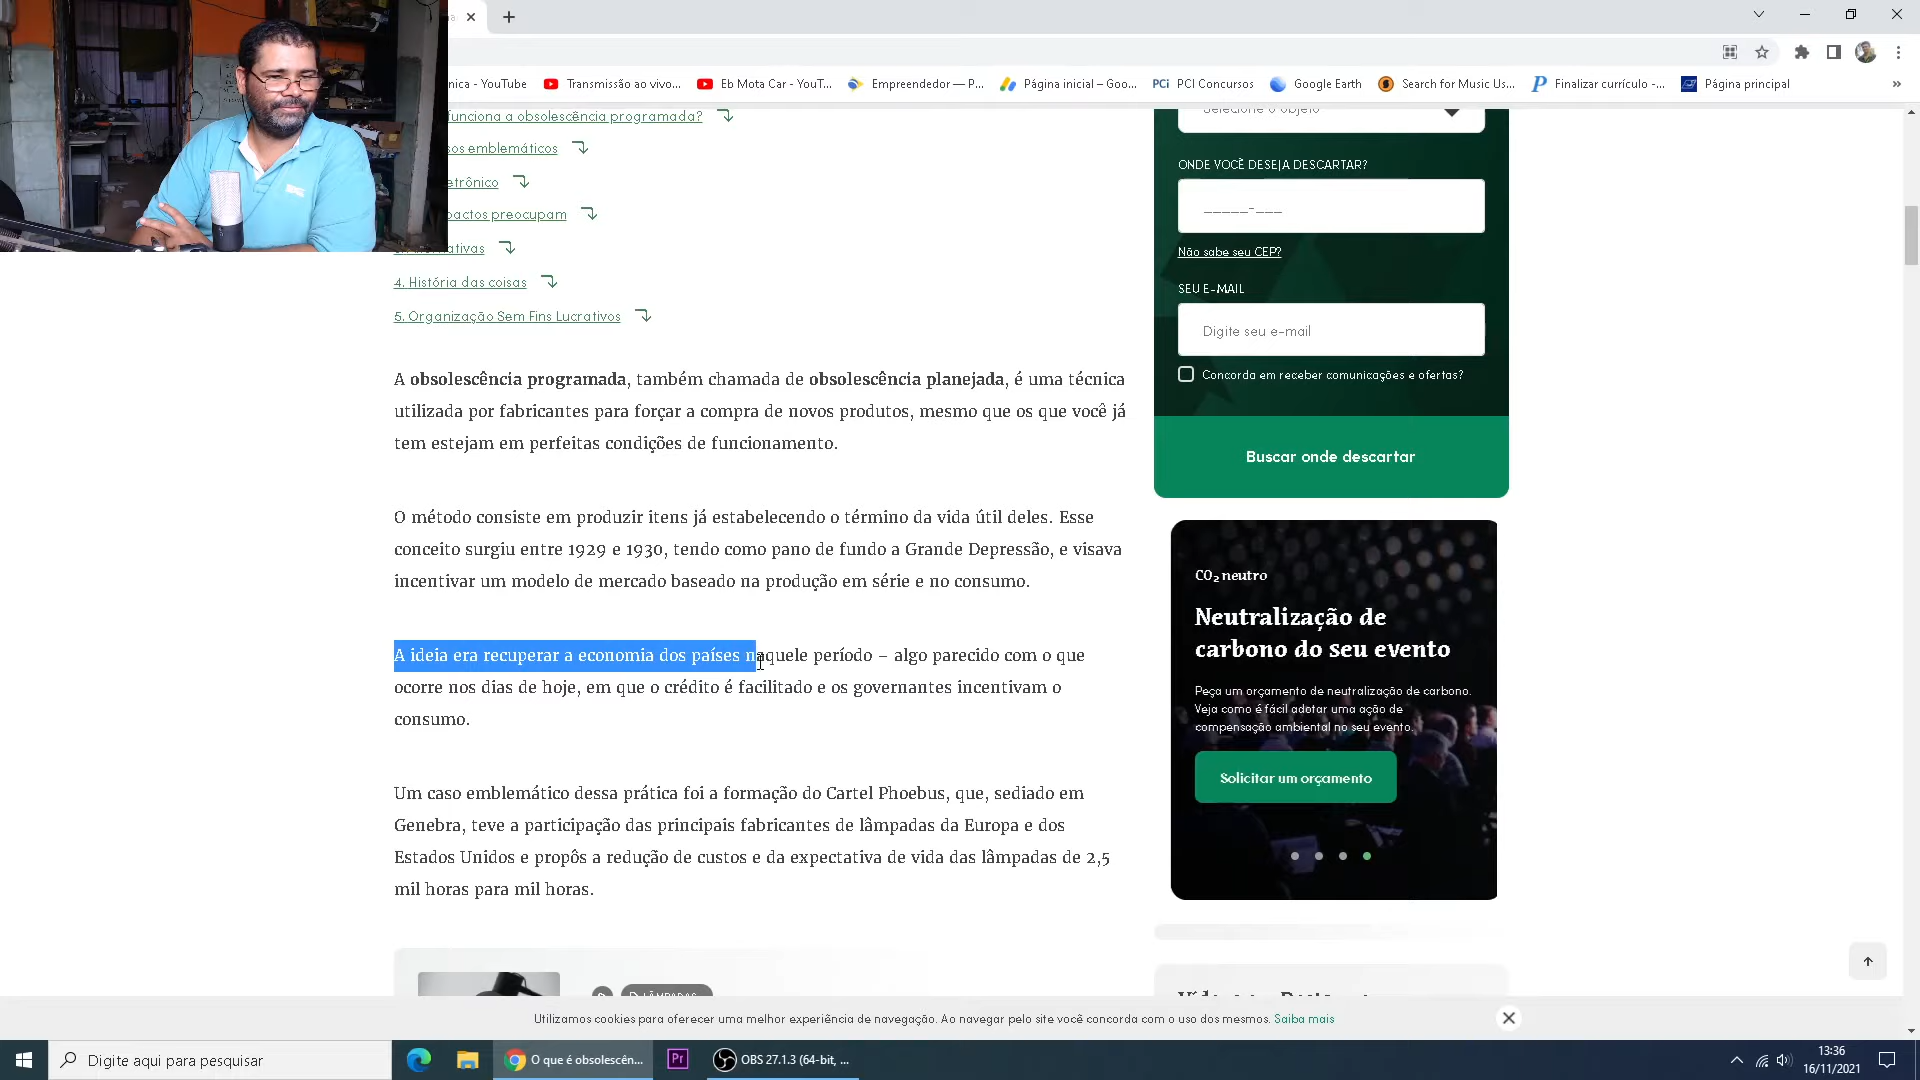 nica - YouTube
Transmissão ao vivo...
Eb Mota Car - YouT...
Empreendedor — P...
Página inicial – Goo...
PCI Concursos
Google Earth
Search for Music Us...
Finalizar currículo -...
Página principal
»
funciona a obsolescência programada?
sos emblemáticos
etrônico
pactos preocupam
4. História das coisas
5. Organização Sem Fins Lucrativos
A obsolescência programada, também chamada de obsolescência planejada, é uma técnica
utilizada por fabricantes para forçar a compra de novos produtos, mesmo que os que você já
tem estejam em perfeitas condições de funcionamento.
O método consiste em produzir itens já estabelecendo o término da vida útil deles. Esse
conceito surgiu entre 1929 e 1930, tendo como pano de fundo a Grande Depressão, e visava
incentivar um modelo de mercado baseado na produção em série e no consumo.
A ideia era recuperar a economia dos países naquele período – algo parecido com o que
ocorre nos dias de hoje, em que o crédito é facilitado e os governantes incentivam o
consumo.
Um caso emblemático dessa prática foi a formação do Cartel Phoebus, que, sediado em
Genebra, teve a participação das principais fabricantes de lâmpadas da Europa e dos
Estados Unidos e propôs a redução de custos e da expectativa de vida das lâmpadas de 2,5
mil horas para mil horas.
Selecione o objeto
ONDE VOCÊ DESEJA DESCARTAR?
_____-___
Não sabe seu CEP?
SEU E-MAIL
Digite seu e-mail
Concorda em receber comunicações e ofertas?
Buscar onde descartar
CO₂ neutro
Neutralização de
carbono do seu evento
Peça um orçamento de neutralização de carbono.
Veja como é fácil adotar uma ação de
compensação ambiental no seu evento.
Solicitar um orçamento
Utilizamos cookies para oferecer uma melhor experiência de navegação. Ao navegar pelo site você concorda com o uso dos mesmos. Saiba mais
Digite aqui para pesquisar
O que é obsolescên...
Pr
OBS 27.1.3 (64-bit, ...
13:36
16/11/2021